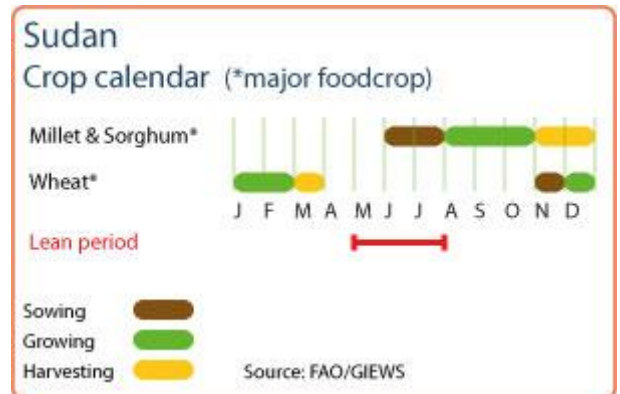 Sudan
Crop calendar (*major foodcrop)
Millet & Sorghum*
Wheat*
J F M A M J J A S O N D
Lean period
Sowing
Growing
Harvesting
Source: FAO/GIEWS